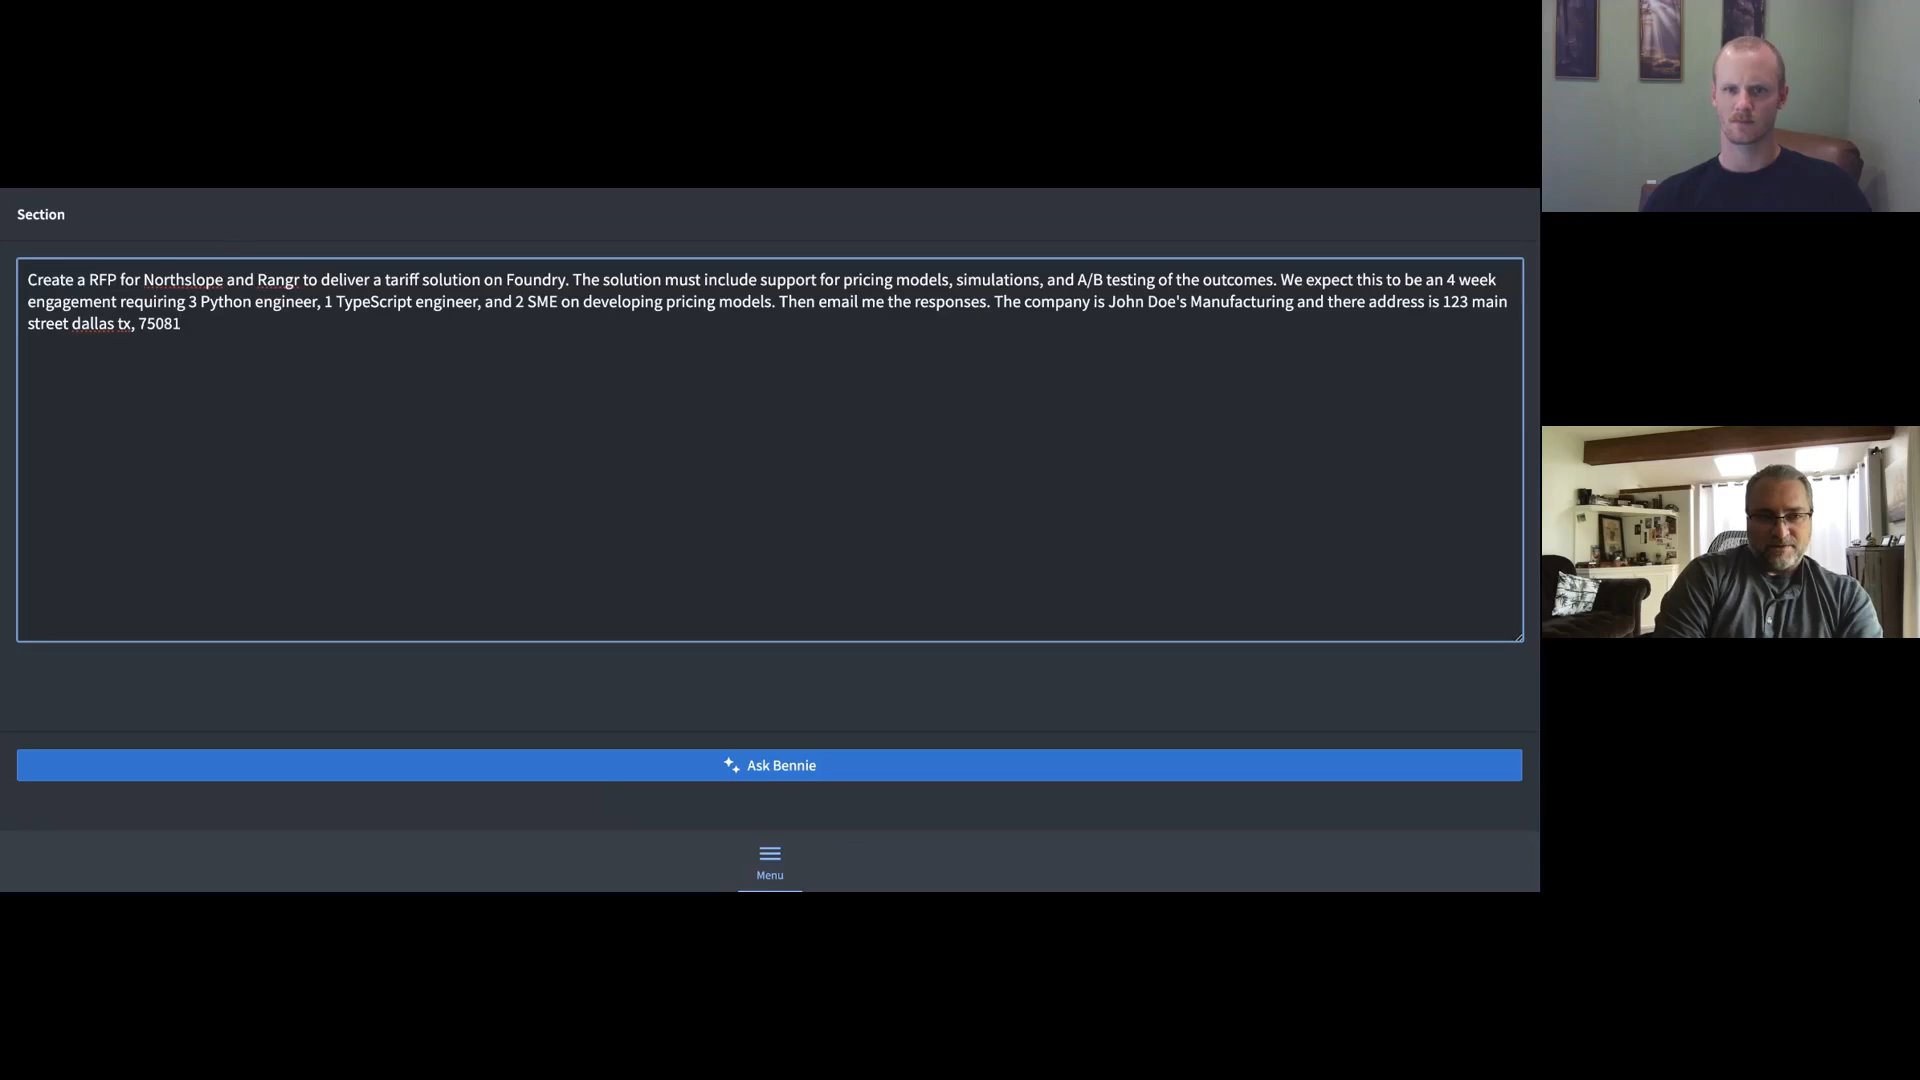 Section
Create a RFP for Northslope and Rangr to deliver a tariff solution on Foundry. The solution must include support for pricing models, simulations, and A/B testing of the outcomes. We expect this to be an 4 week
engagement requiring 3 Python engineer, 1 TypeScript engineer, and 2 SME on developing pricing models. Then email me the responses. The company is John Doe's Manufacturing and there address is 123 main
street dallas tx, 75081
Ask Bennie
Menu